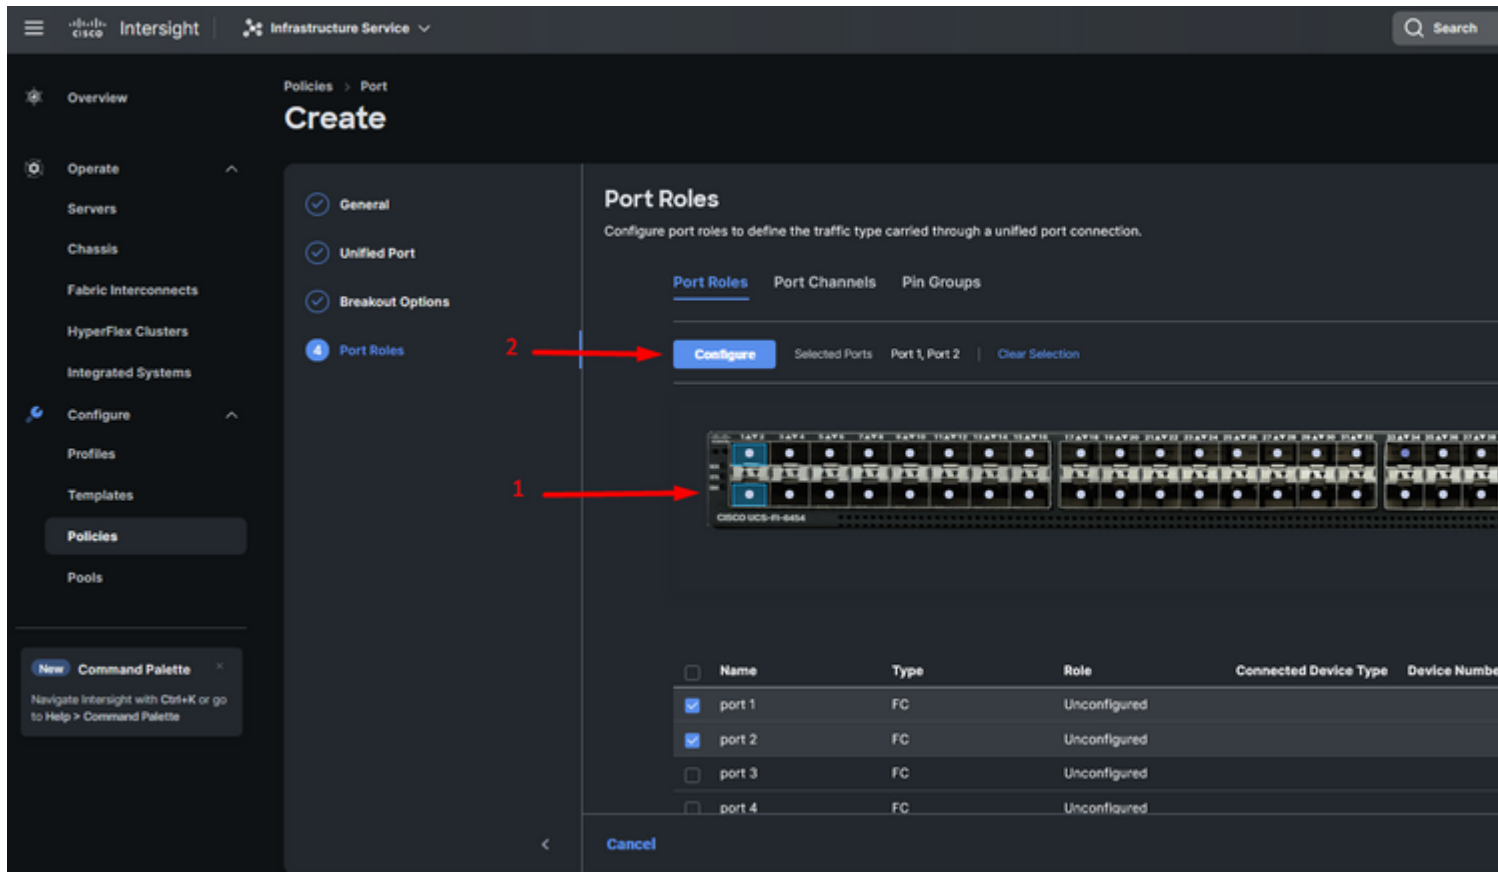 cisco Intersight Infrastructure Service Search
Overview
Operate
Servers
Chassis
Fabric Interconnects
HyperFlex Clusters
Integrated Systems
Configure
Profiles
Templates
Policies
Pools
New Command Palette
Navigate Intersight with Ctrl+K or go
to Help > Command Palette
Policies > Port
Create
General
Unified Port
Breakout Options
4 Port Roles
Port Roles
Configure port roles to define the traffic type carried through a unified port connection.
Port Roles Port Channels Pin Groups
2
Configure Selected Ports Port 1, Port 2 | Clear Selection
1
CISCO UCS-FI-6454
Name Type Role Connected Device Type Device Numbe
port 1 FC Unconfigured
port 2 FC Unconfigured
port 3 FC Unconfigured
port 4 FC Unconfigured
Cancel